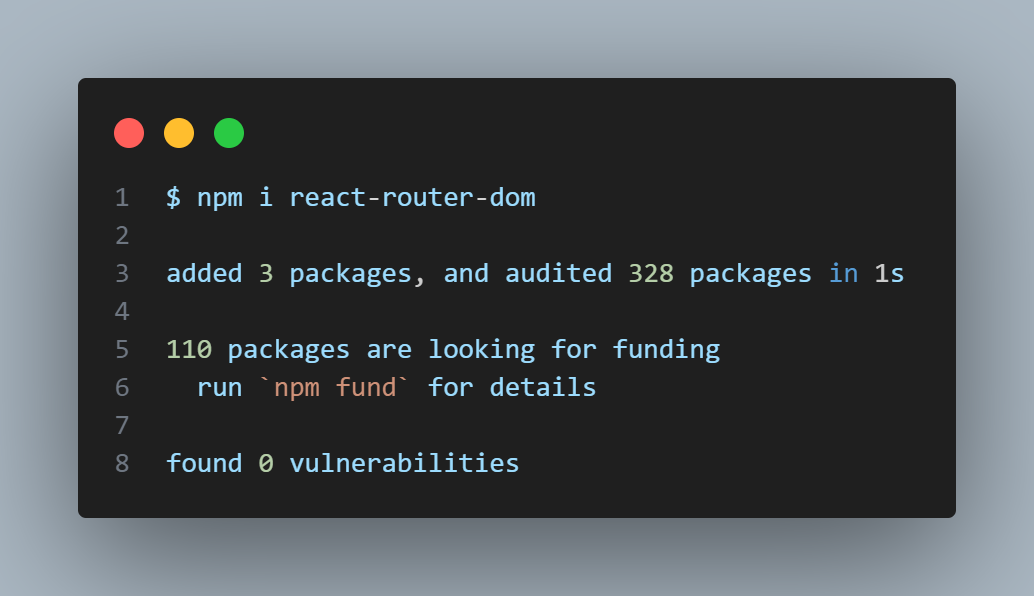 1 $ npm i react-router-dom
2
3 added 3 packages, and audited 328 packages in 1s
4
5 110 packages are looking for funding
6   run `npm fund` for details
7
8 found 0 vulnerabilities